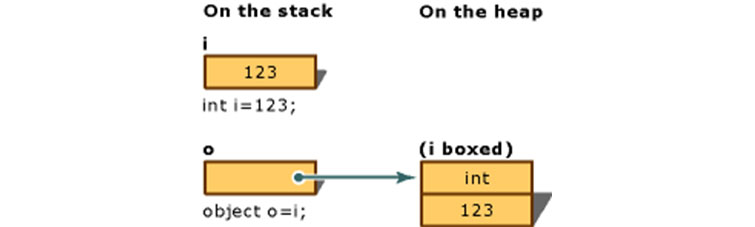 On the stack
On the heap
i
123
int i=123;
o
(i boxed)
int
object o=i;
123